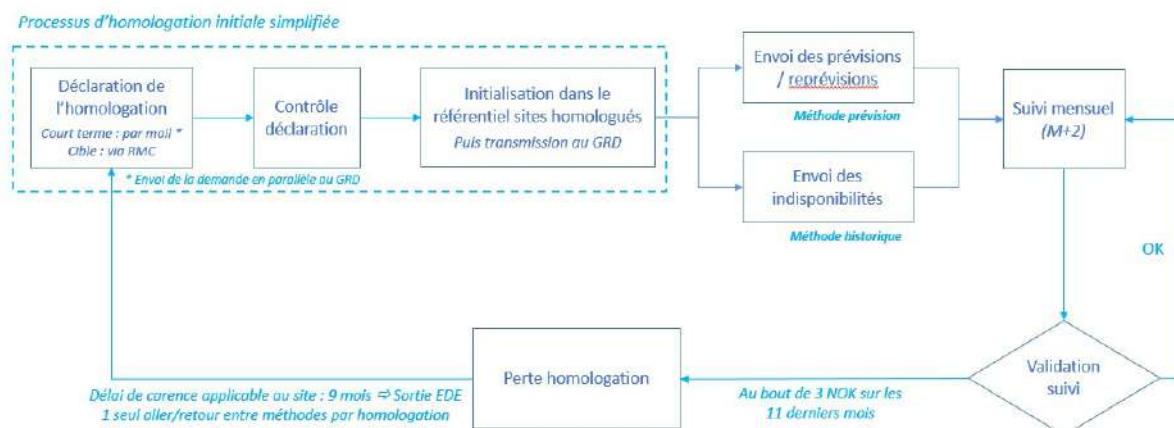 Processus d'homologation initiale simplifiée
Déclaration de
l'homologation
Court terme : par mail *
Cible : via RMC
Contrôle
déclaration
Initialisation dans le
référentiel sites homologués
Puis transmission au GRD
* Envoi de la demande en parallèle au GRD
Envoi des prévisions
/ reprévisions
Méthode prévision
Envoi des
indisponibilités
Méthode historique
Suivi mensuel
(M+2)
OK
Validation
suivi
Au bout de 3 NOK sur les
11 derniers mois
Perte homologation
Délai de carence applicable au site : 9 mois ⇨ Sortie EDE
1 seul aller/retour entre méthodes par homologation